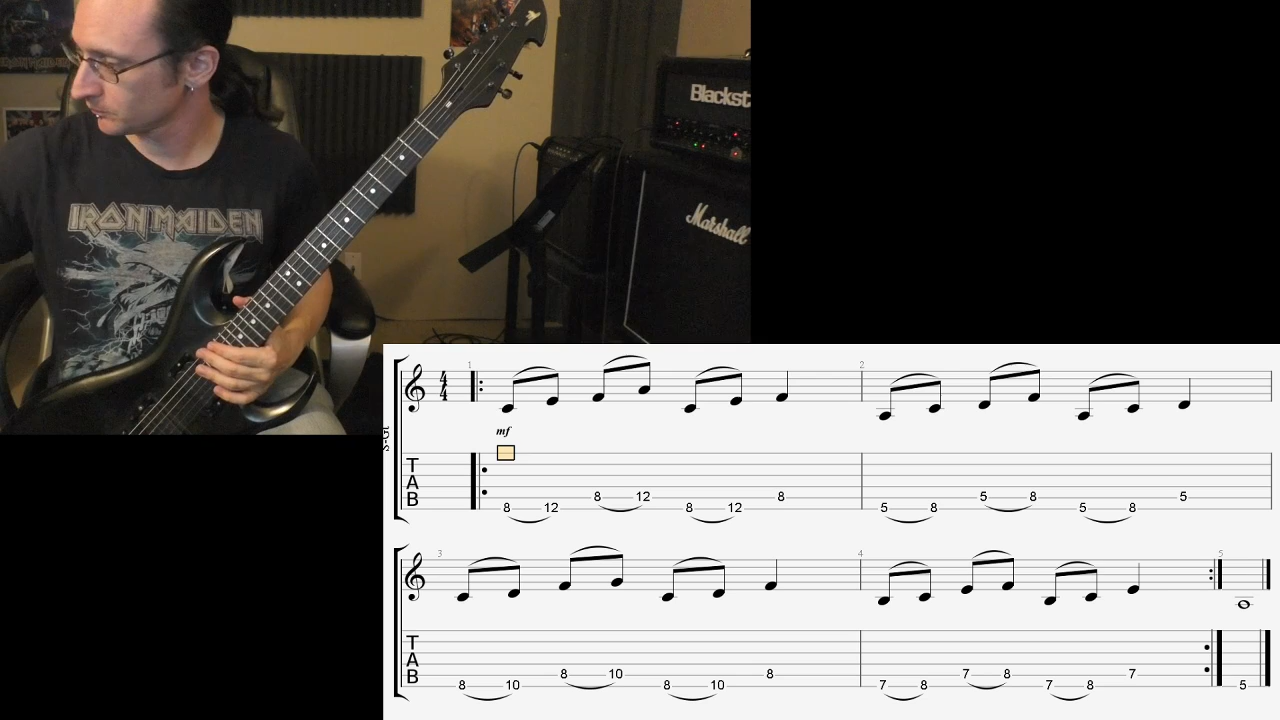 Blackst
IRON MAIDEN
Marshall
1
2
4
4
mf
S-Gt
T
A
B
8 12 8 12 8 12 8 5 8 5 8 5 8 5
3
4
5
T
A
B
8 10 8 10 8 10 8 7 8 7 8 7 8 7 5